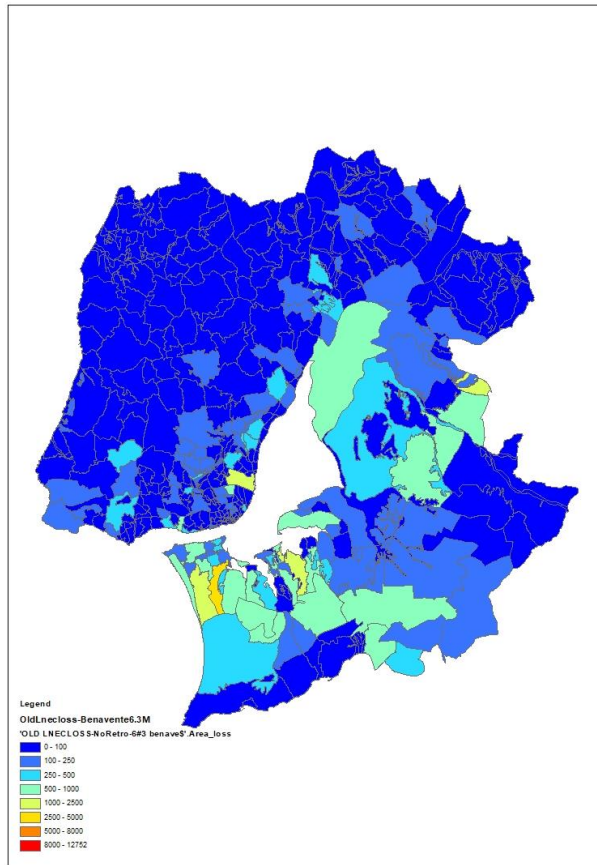 Legend
OldLnecloss-Benavente6.3M
'OLD LNECLOSS-NoRetro-6#3 benave$'.Area_loss
0 - 100
100 - 250
250 - 500
500 - 1000
1000 - 2500
2500 - 5000
5000 - 8000
8000 - 12752